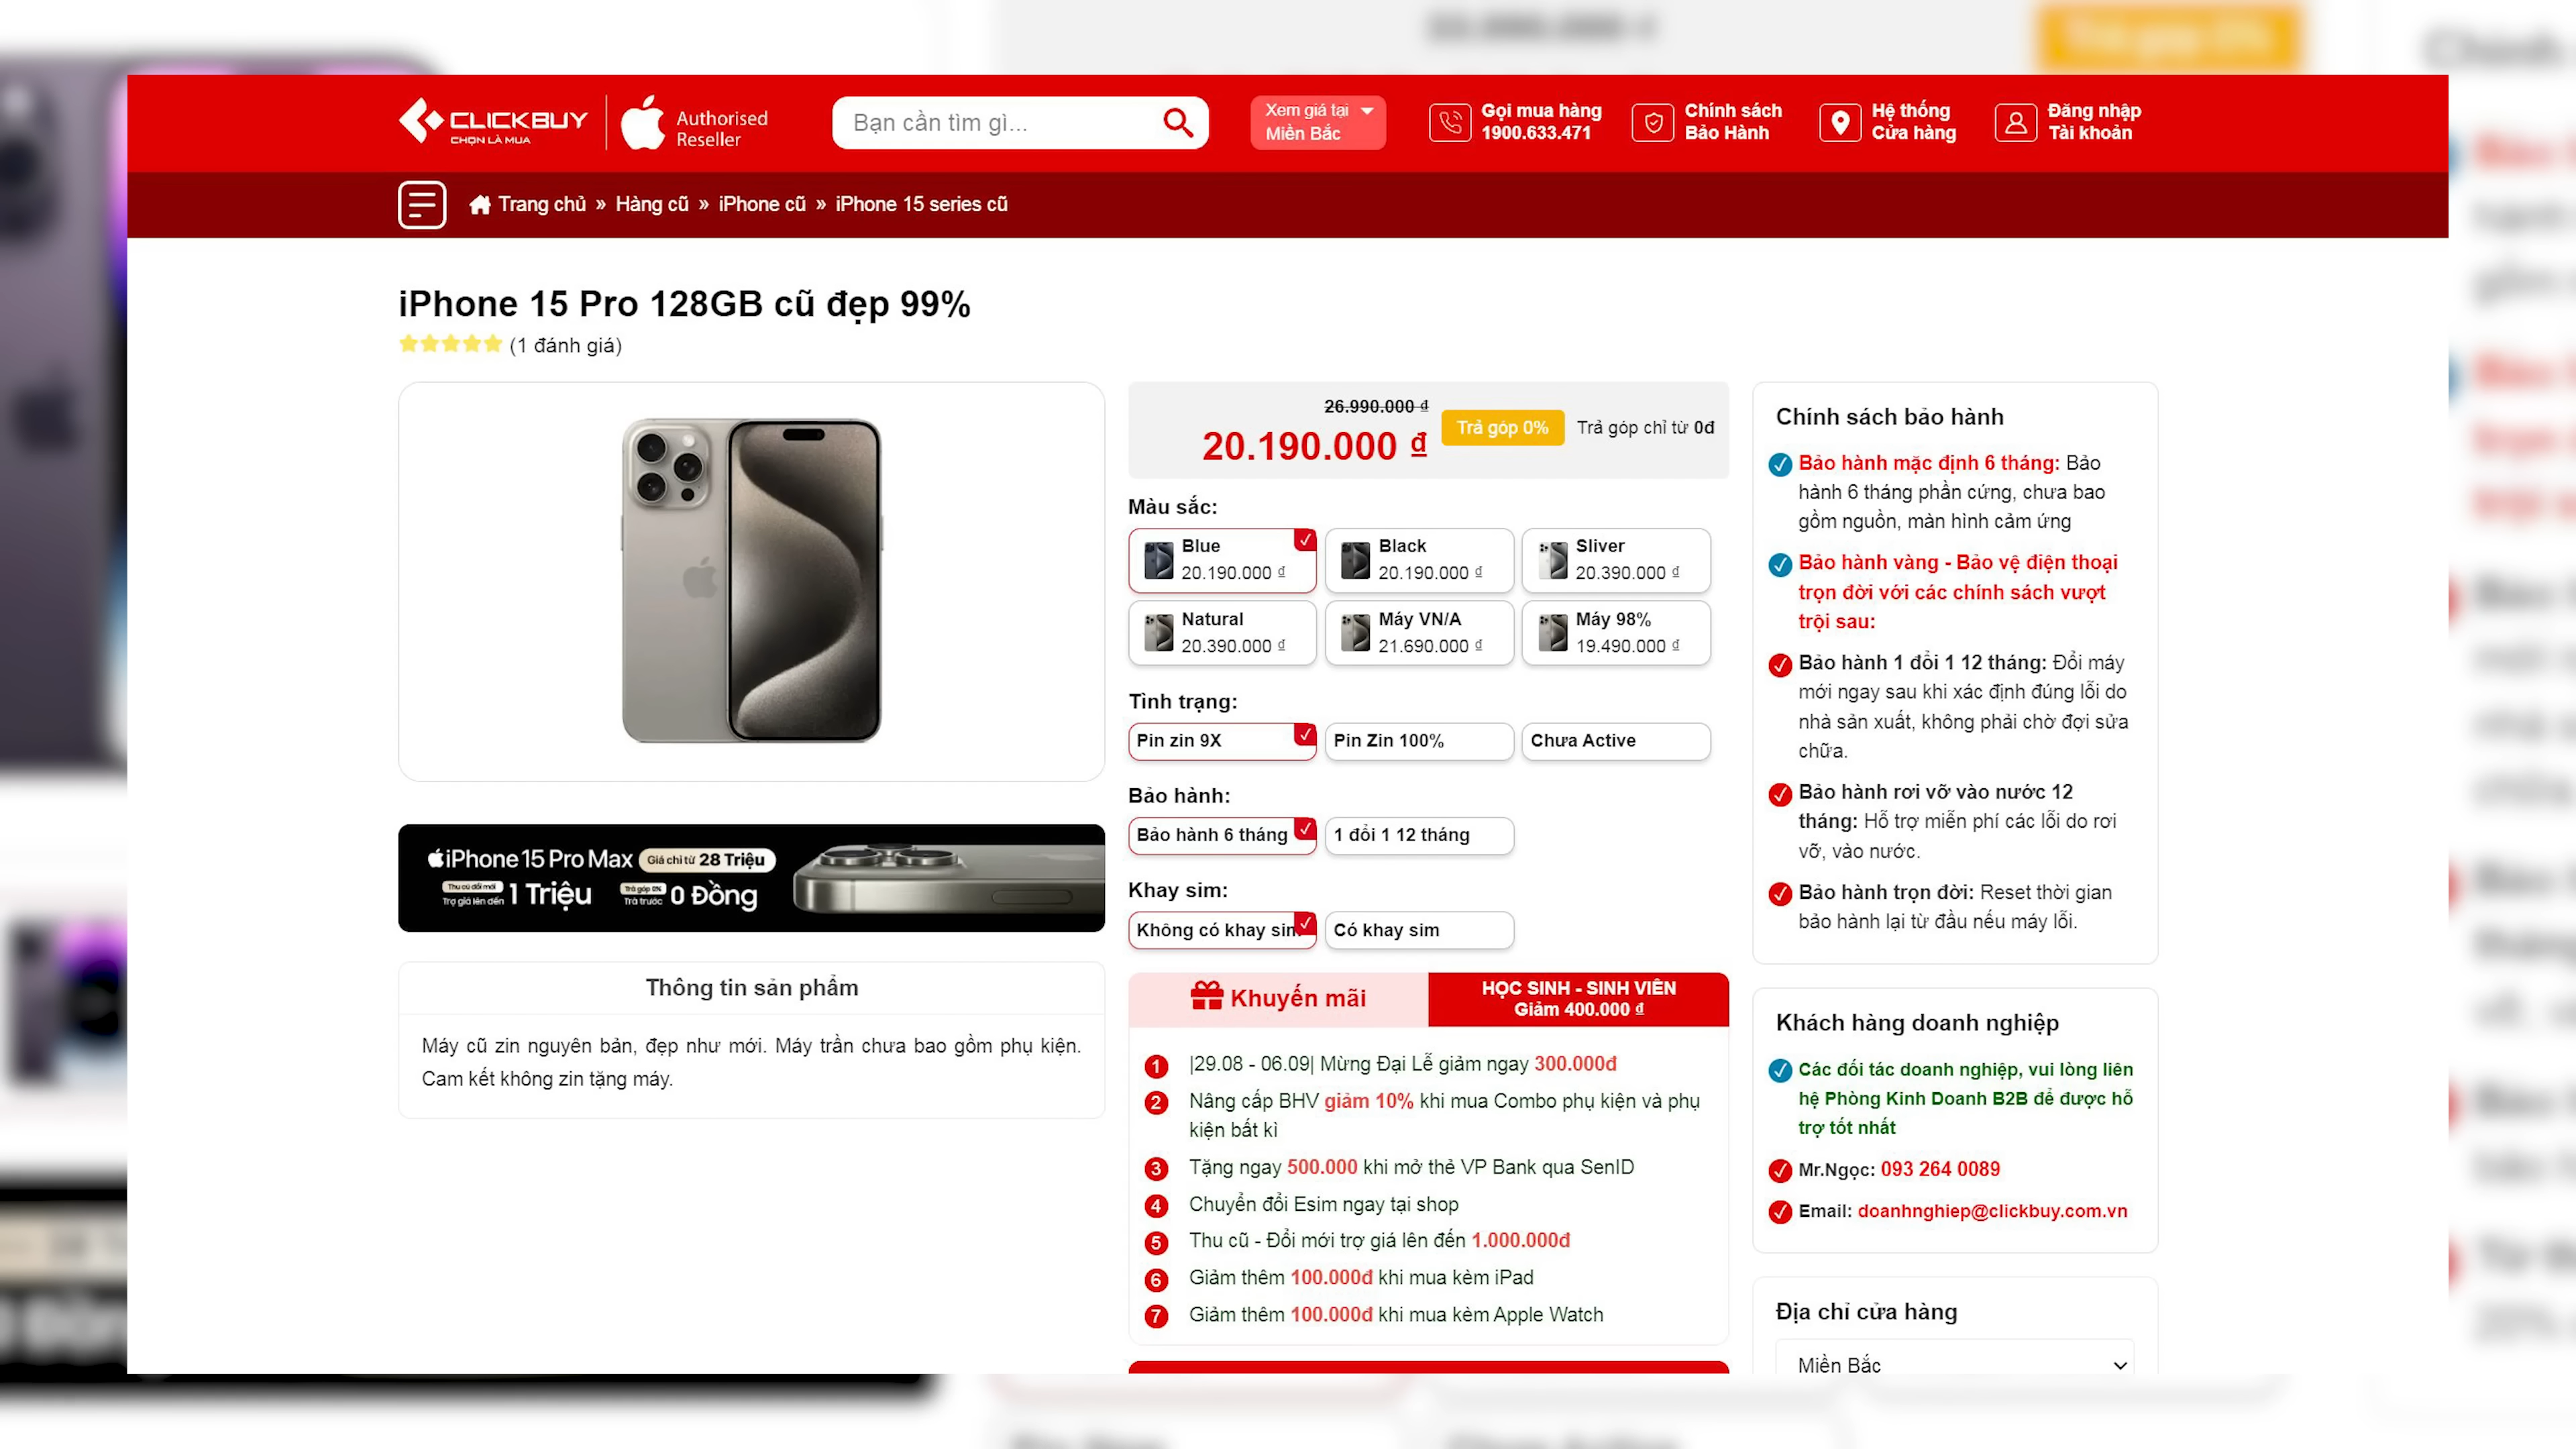 CLICKBUY
CHỌN LÀ MUA
Authorised
Reseller
Bạn cần tìm gì...
Xem giá tại
Miền Bắc
Gọi mua hàng
1900.633.471
Chính sách
Bảo Hành
Hệ thống
Cửa hàng
Đăng nhập
Tài khoản
Trang chủ » Hàng cũ » iPhone cũ » iPhone 15 series cũ
iPhone 15 Pro 128GB cũ đẹp 99%
(1 đánh giá)
iPhone 15 Pro Max Giá chỉ từ 28 Triệu
Thu cũ đổi mới
Trợ giá lên đến 1 Triệu
Trả góp 0%
Trả trước 0 Đồng
Thông tin sản phẩm
Máy cũ zin nguyên bản, đẹp như mới. Máy trần chưa bao gồm phụ kiện.
Cam kết không zin tặng máy.
26.990.000 đ
20.190.000 đ
Trả góp 0%
Trả góp chỉ từ 0đ
Màu sắc:
Blue
20.190.000 đ
Black
20.190.000 đ
Sliver
20.390.000 đ
Natural
20.390.000 đ
Máy VN/A
21.690.000 đ
Máy 98%
19.490.000 đ
Tình trạng:
Pin zin 9X
Pin Zin 100%
Chưa Active
Bảo hành:
Bảo hành 6 tháng
1 đổi 1 12 tháng
Khay sim:
Không có khay sim
Có khay sim
Khuyến mãi
HỌC SINH - SINH VIÊN
Giảm 400.000 đ
1 |29.08 - 06.09| Mừng Đại Lễ giảm ngay 300.000đ
2 Nâng cấp BHV giảm 10% khi mua Combo phụ kiện và phụ
kiện bất kì
3 Tặng ngay 500.000 khi mở thẻ VP Bank qua SenID
4 Chuyển đổi Esim ngay tại shop
5 Thu cũ - Đổi mới trợ giá lên đến 1.000.000đ
6 Giảm thêm 100.000đ khi mua kèm iPad
7 Giảm thêm 100.000đ khi mua kèm Apple Watch
Chính sách bảo hành
Bảo hành mặc định 6 tháng: Bảo
hành 6 tháng phần cứng, chưa bao
gồm nguồn, màn hình cảm ứng
Bảo hành vàng - Bảo vệ điện thoại
trọn đời với các chính sách vượt
trội sau:
Bảo hành 1 đổi 1 12 tháng: Đổi máy
mới ngay sau khi xác định đúng lỗi do
nhà sản xuất, không phải chờ đợi sửa
chữa.
Bảo hành rơi vỡ vào nước 12
tháng: Hỗ trợ miễn phí các lỗi do rơi
vỡ, vào nước.
Bảo hành trọn đời: Reset thời gian
bảo hành lại từ đầu nếu máy lỗi.
Khách hàng doanh nghiệp
Các đối tác doanh nghiệp, vui lòng liên
hệ Phòng Kinh Doanh B2B để được hỗ
trợ tốt nhất
Mr.Ngọc: 093 264 0089
Email: doanhnghiep@clickbuy.com.vn
Địa chỉ cửa hàng
Miền Bắc